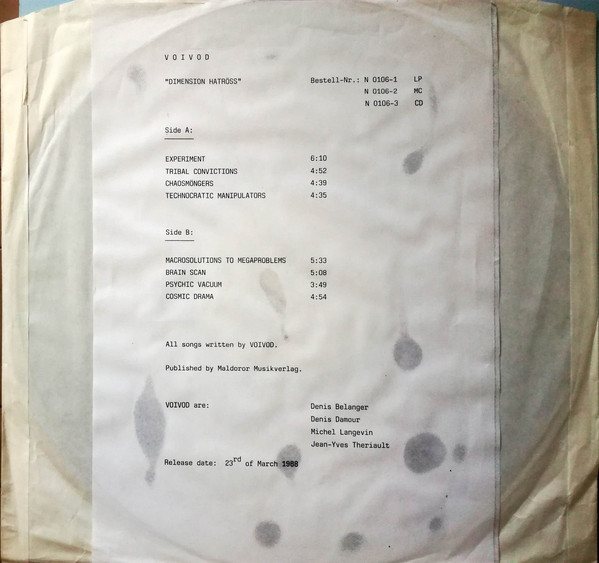 V O I V O D
"DIMENSION HATRÖSS" Bestell-Nr.: N 0106-1 LP
N 0106-2 MC
N 0106-3 CD
Side A:
EXPERIMENT 6:10
TRIBAL CONVICTIONS 4:52
CHAOSMÖNGERS 4:39
TECHNOCRATIC MANIPULATORS 4:35
Side B:
MACROSOLUTIONS TO MEGAPROBLEMS 5:33
BRAIN SCAN 5:08
PSYCHIC VACUUM 3:49
COSMIC DRAMA 4:54
All songs written by VOIVOD.
Published by Maldoror Musikverlag.
VOIVOD are: Denis Belanger
Denis Damour
Michel Langevin
Jean-Yves Theriault
Release date: 23rd of March 1988